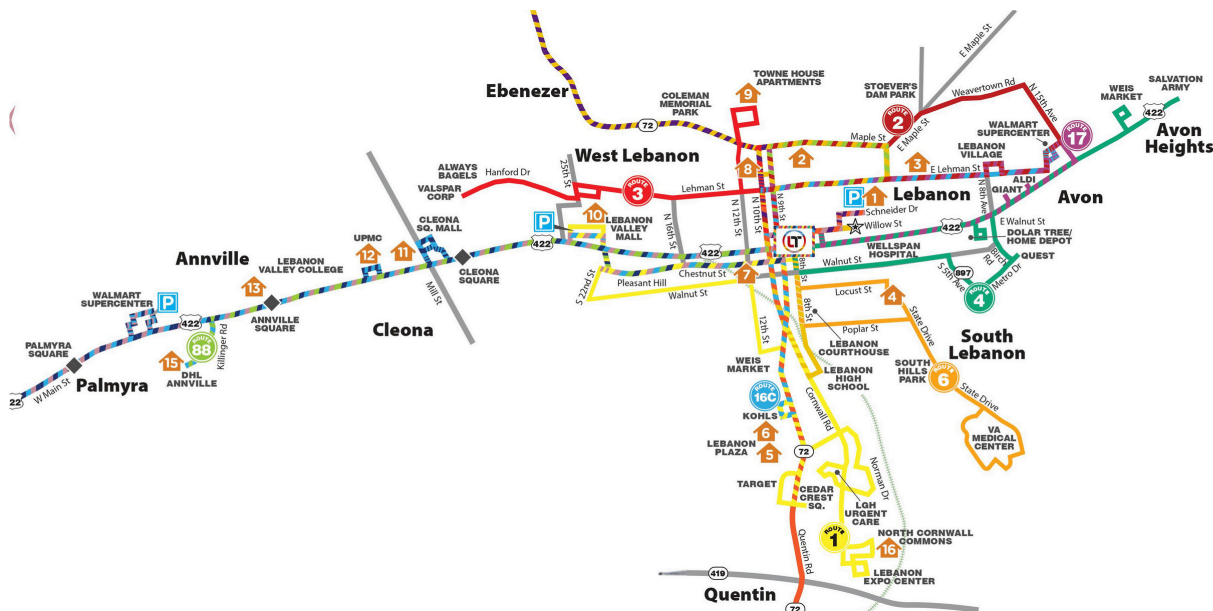 Ebenezer
72
COLEMAN
MEMORIAL
PARK
TOWNE HOUSE
APARTMENTS
9
STOEVER'S
DAM PARK
E Maple St
Weavertown Rd
N 15th Ave
ROUTE
2
E Maple St
Maple St
WEIS
MARKET
SALVATION
ARMY
422
WALMART
SUPERCENTER
ROUTE
17
Avon
Heights
LEBANON
VILLAGE
ALDI
GIANT
Avon
2
3
8
E Lehman St
Lebanon
West Lebanon
ALWAYS
BAGELS
VALSPAR
CORP
Hanford Dr
25th St
ROUTE
3
Lehman St
N 16th St
N 12th St
N 10th St
N 9th St
N 8th Ave
P
1
Schneider Dr
Willow St
422
E Walnut St
DOLAR TREE/
HOME DEPOT
QUEST
Birch
Rd
Metro Dr
897
S 5th Ave
ROUTE
4
WELLSPAN
HOSPITAL
Walnut St
LT
P
10
LEBANON
VALLEY
MALL
422
422
Chestnut St
Pleasant Hill
Walnut St
S 22nd St
7
CLEONA
SQ. MALL
CLEONA
SQUARE
UPMC
12
11
Mill St
Cleona
Annville
LEBANON
VALLEY COLLEGE
13
ANNVILLE
SQUARE
WALMART
SUPERCENTER
P
422
Killinger Rd
ROUTE
88
15
DHL
ANNVILLE
PALMYRA
SQUARE
Palmyra
W Main St
22
12th St
8th St
8th St
Locust St
4
State Drive
Poplar St
LEBANON
COURTHOUSE
LEBANON
HIGH
SCHOOL
South
Lebanon
SOUTH
HILLS
PARK
ROUTE
6
State Drive
VA
MEDICAL
CENTER
WEIS
MARKET
ROUTE
16C
KOHLS
6
LEBANON
PLAZA
5
72
Cornwall Rd
Norman Dr
TARGET
CEDAR
CREST
SQ.
LGH
URGENT
CARE
ROUTE
1
NORTH CORNWALL
COMMONS
16
LEBANON
EXPO CENTER
Quentin Rd
419
Quentin
72